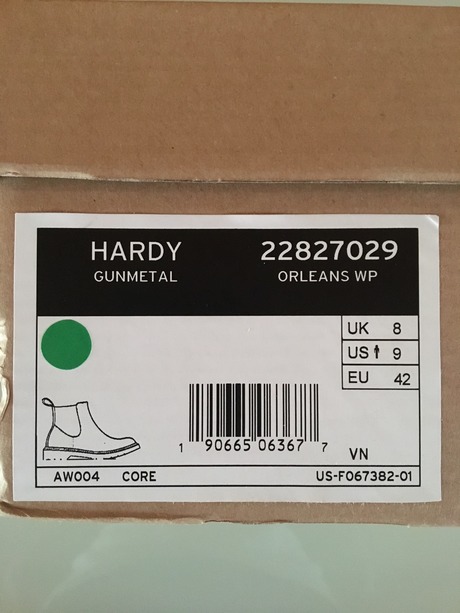 HARDY 22827029
GUNMETAL ORLEANS WP
UK 8
US 9
EU 42
1 90665 06367 7
VN
AW004 CORE US-F067382-01